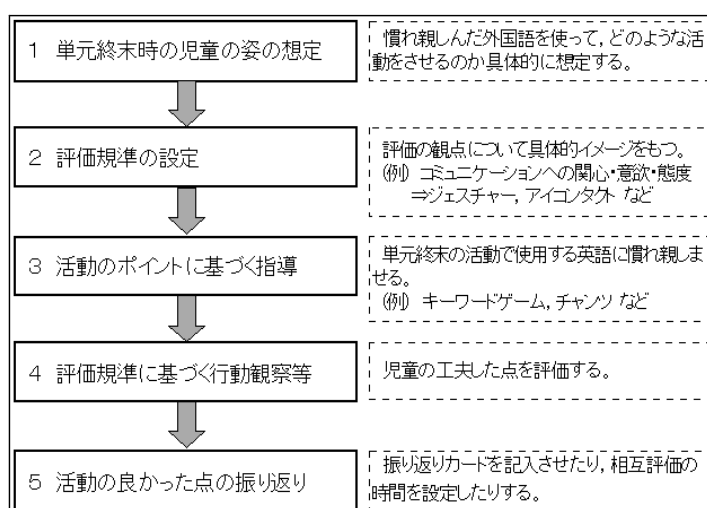 1 単元終末時の児童の姿の想定
慣れ親しんだ外国語を使って,どのような活
動をさせるのか具体的に想定する。
2 評価規準の設定
評価の観点について具体的イメージをもつ。
(例) コミュニケーションへの関心・意欲・態度
⇒ジェスチャー,アイコンタクト など
3 活動のポイントに基づく指導
単元終末の活動で使用する英語に慣れ親しま
せる。
(例) キーワードゲーム,チャンツ など
4 評価規準に基づく行動観察等
児童の工夫した点を評価する。
5 活動の良かった点の振り返り
振り返りカードを記入させたり,相互評価の
時間を設定したりする。